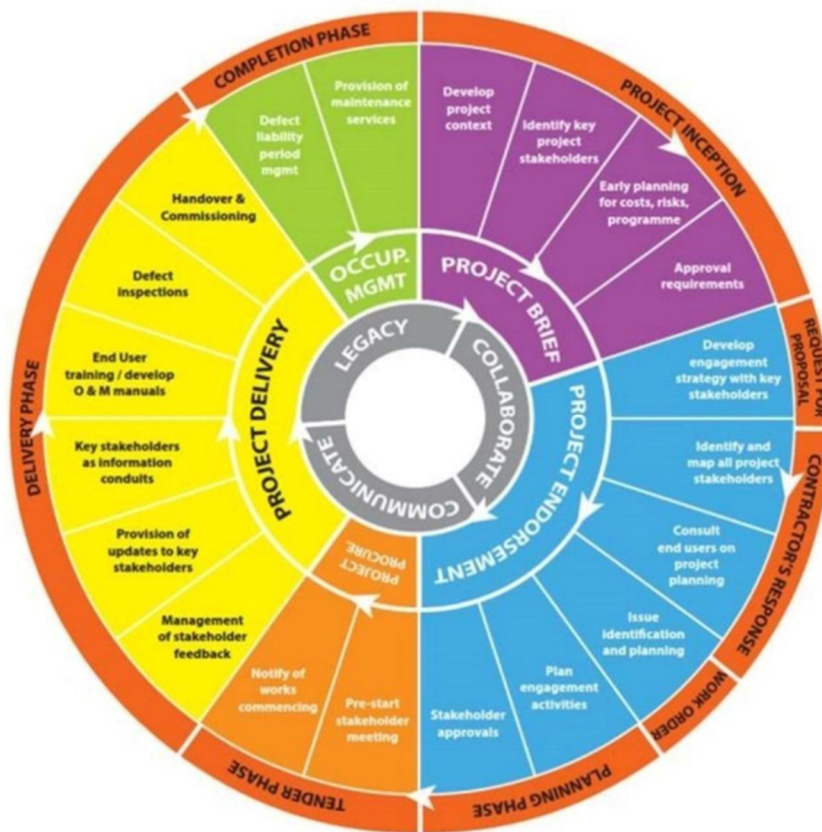 COMPLETION PHASE
PROJECT INCEPTION
REQUEST FOR
PROPOSAL
CONTRACTOR'S RESPONSE
WORK ORDER
PLANNING PHASE
TENDER PHASE
DELIVERY PHASE
Develop
project
context
Identify key
project
stakeholders
Early planning
for costs, risks,
programme
Approval
requirements
Develop
engagement
strategy with key
stakeholders
Identify and
map all project
stakeholders
Consult
end users on
project
planning
Issue
identification
and planning
Plan
engagement
activities
Stakeholder
approvals
Pre-start
stakeholder
meeting
Notify of
works
commencing
Management
of stakeholder
feedback
Provision of
updates to key
stakeholders
Key stakeholders
as information
conduits
End User
training / develop
O & M manuals
Defect
inspections
Handover &
Commissioning
Defect
liability
period
mgmt
Provision of
maintenance
services
PROJECT BRIEF
PROJECT ENDORSEMENT
PROJECT
PROCURE.
PROJECT DELIVERY
OCCUP.
MGMT
COLLABORATE
COMMUNICATE
LEGACY